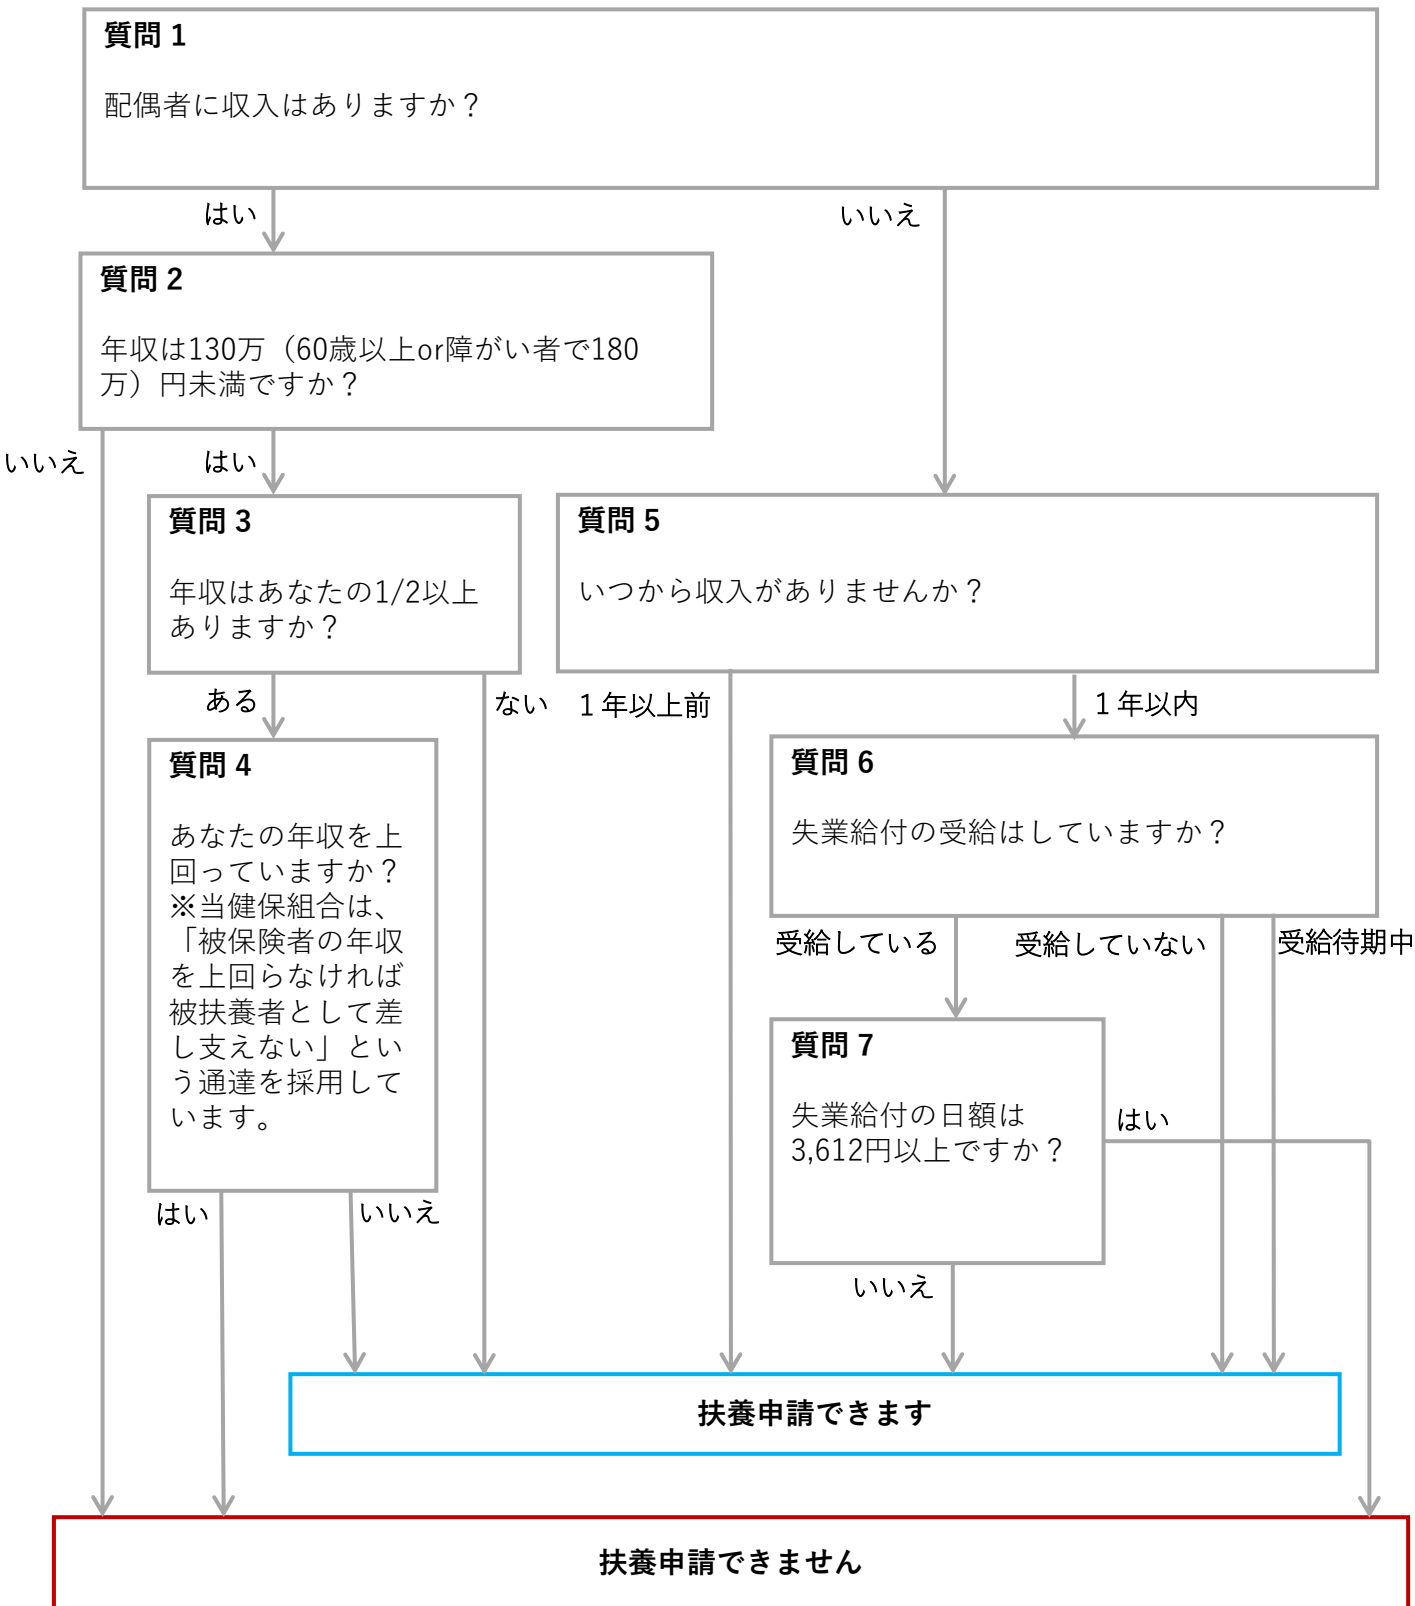 質問 1
配偶者に収入はありますか？
はい
いいえ
質問 2
年収は130万（60歳以上or障がい者で180
万）円未満ですか？
いいえ
はい
質問 3
年収はあなたの1/2以上
ありますか？
質問 5
いつから収入がありませんか？
ある
ない
１年以上前
１年以内
質問 4
あなたの年収を上
回っていますか？
※当健保組合は、
「被保険者の年収
を上回らなければ
被扶養者として差
し支えない」とい
う通達を採用して
います。
質問 6
失業給付の受給はしていますか？
受給している
受給していない
受給待期中
質問 7
失業給付の日額は
3,612円以上ですか？
はい
はい
いいえ
いいえ
扶養申請できます
扶養申請できません